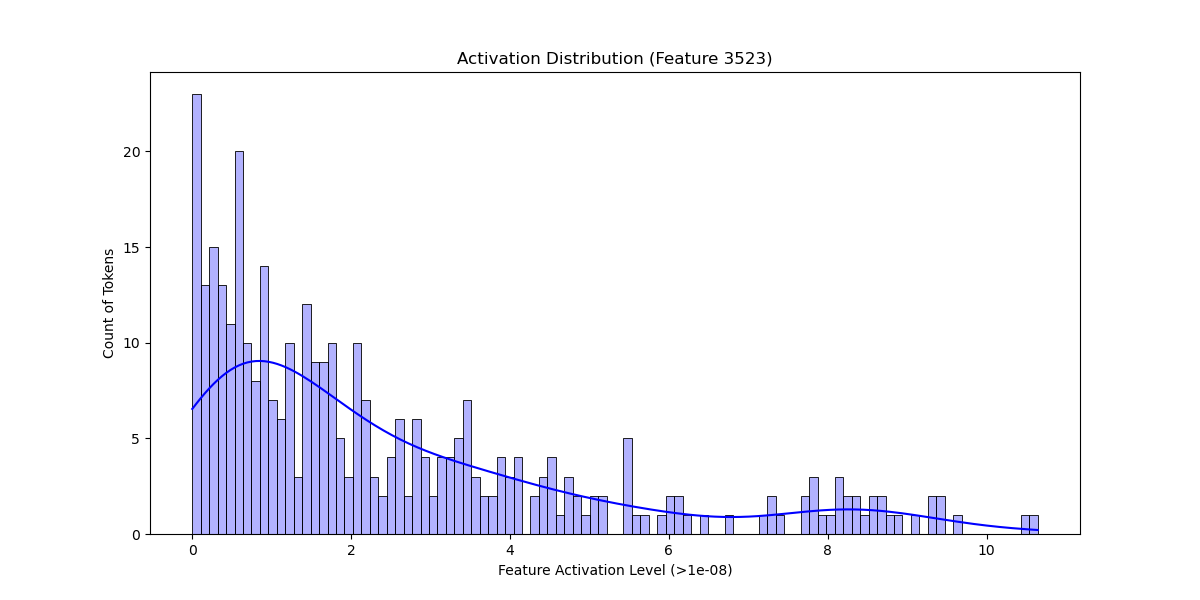 Activation Distribution (Feature 3523)
Count of Tokens
20
15
10
5
0
0 2 4 6 8 10
Feature Activation Level (>1e-08)